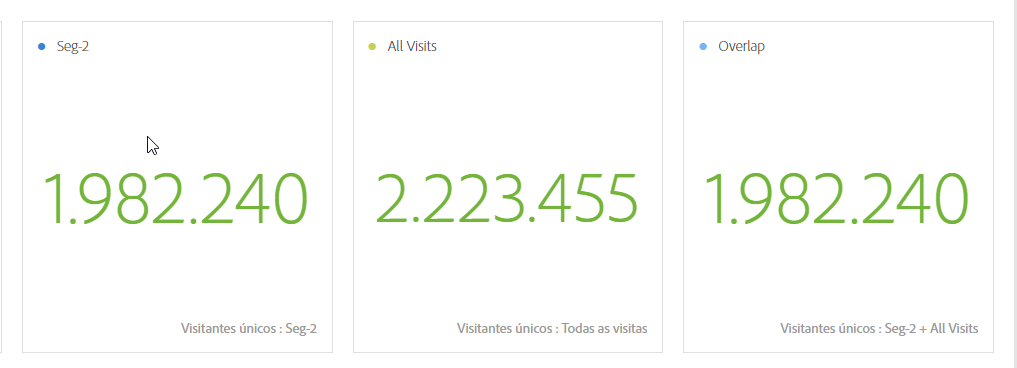 Seg-2
1.982.240
Visitantes únicos : Seg-2
All Visits
2.223.455
Visitantes únicos : Todas as visitas
Overlap
1.982.240
Visitantes únicos : Seg-2 + All Visits